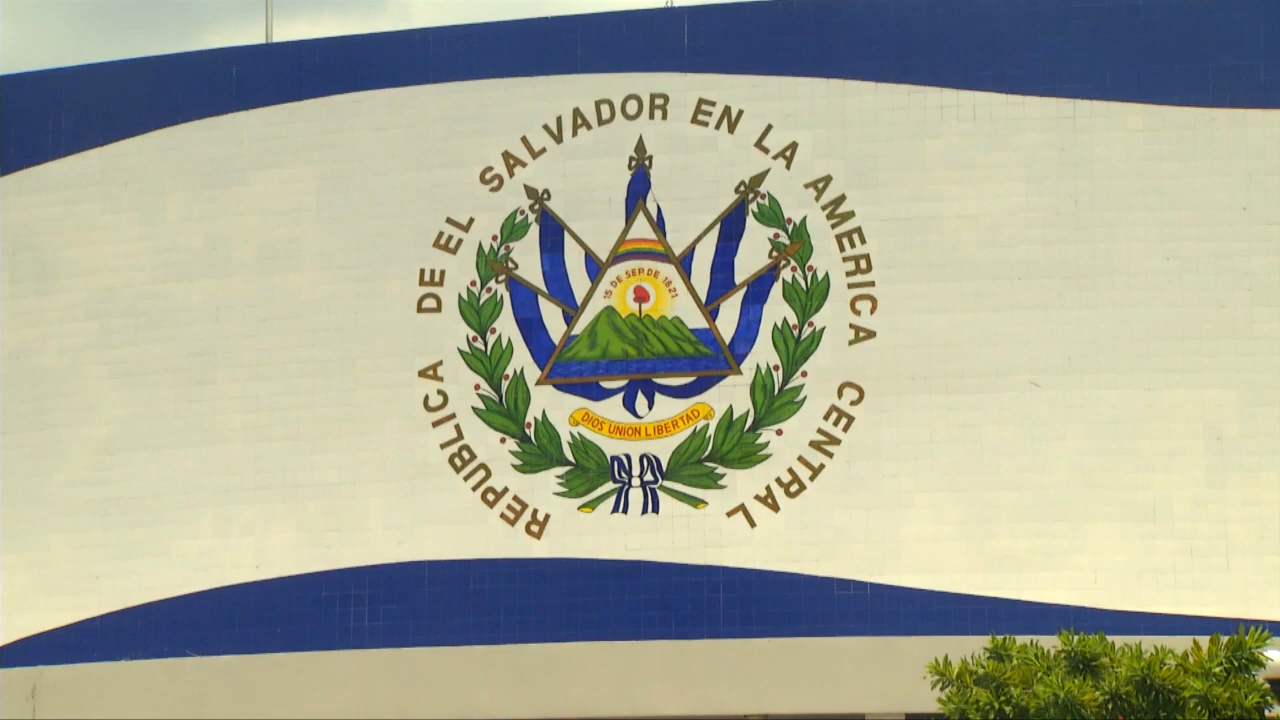 REPUBLICA DE EL SALVADOR EN LA AMERICA CENTRAL
15 DE SEP. DE 1821
DIOS UNION LIBERTAD